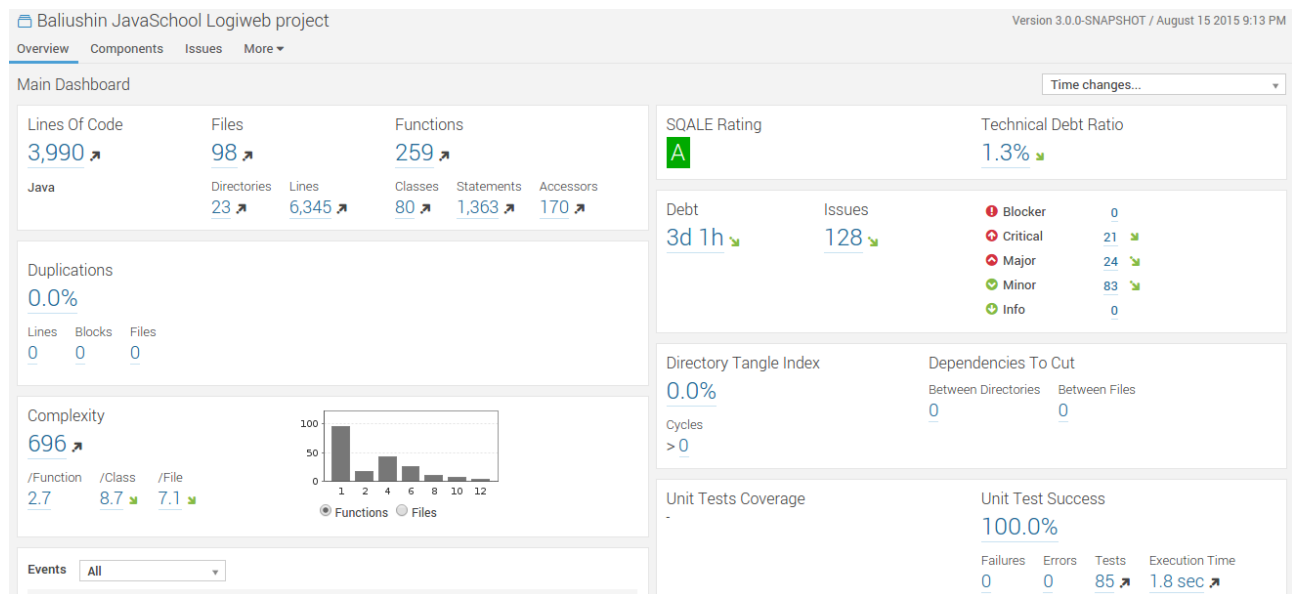 Baliushin JavaSchool Logiweb project
Version 3.0.0-SNAPSHOT / August 15 2015 9:13 PM
Overview Components Issues More
Main Dashboard
Time changes...
Lines Of Code Files Functions
3,990 98 259
Java
Directories Lines Classes Statements Accessors
23 6,345 80 1,363 170
Duplications
0.0%
Lines Blocks Files
0 0 0
Complexity
696
/Function /Class /File
2.7 8.7 7.1
100
50
0
1 2 4 6 8 10 12
Functions Files
Events All
SQALE Rating Technical Debt Ratio
A 1.3%
Debt Issues
3d 1h 128
Blocker 0
Critical 21
Major 24
Minor 83
Info 0
Directory Tangle Index Dependencies To Cut
0.0%
Between Directories Between Files
0 0
Cycles
> 0
Unit Tests Coverage Unit Test Success
-
100.0%
Failures Errors Tests Execution Time
0 0 85 1.8 sec